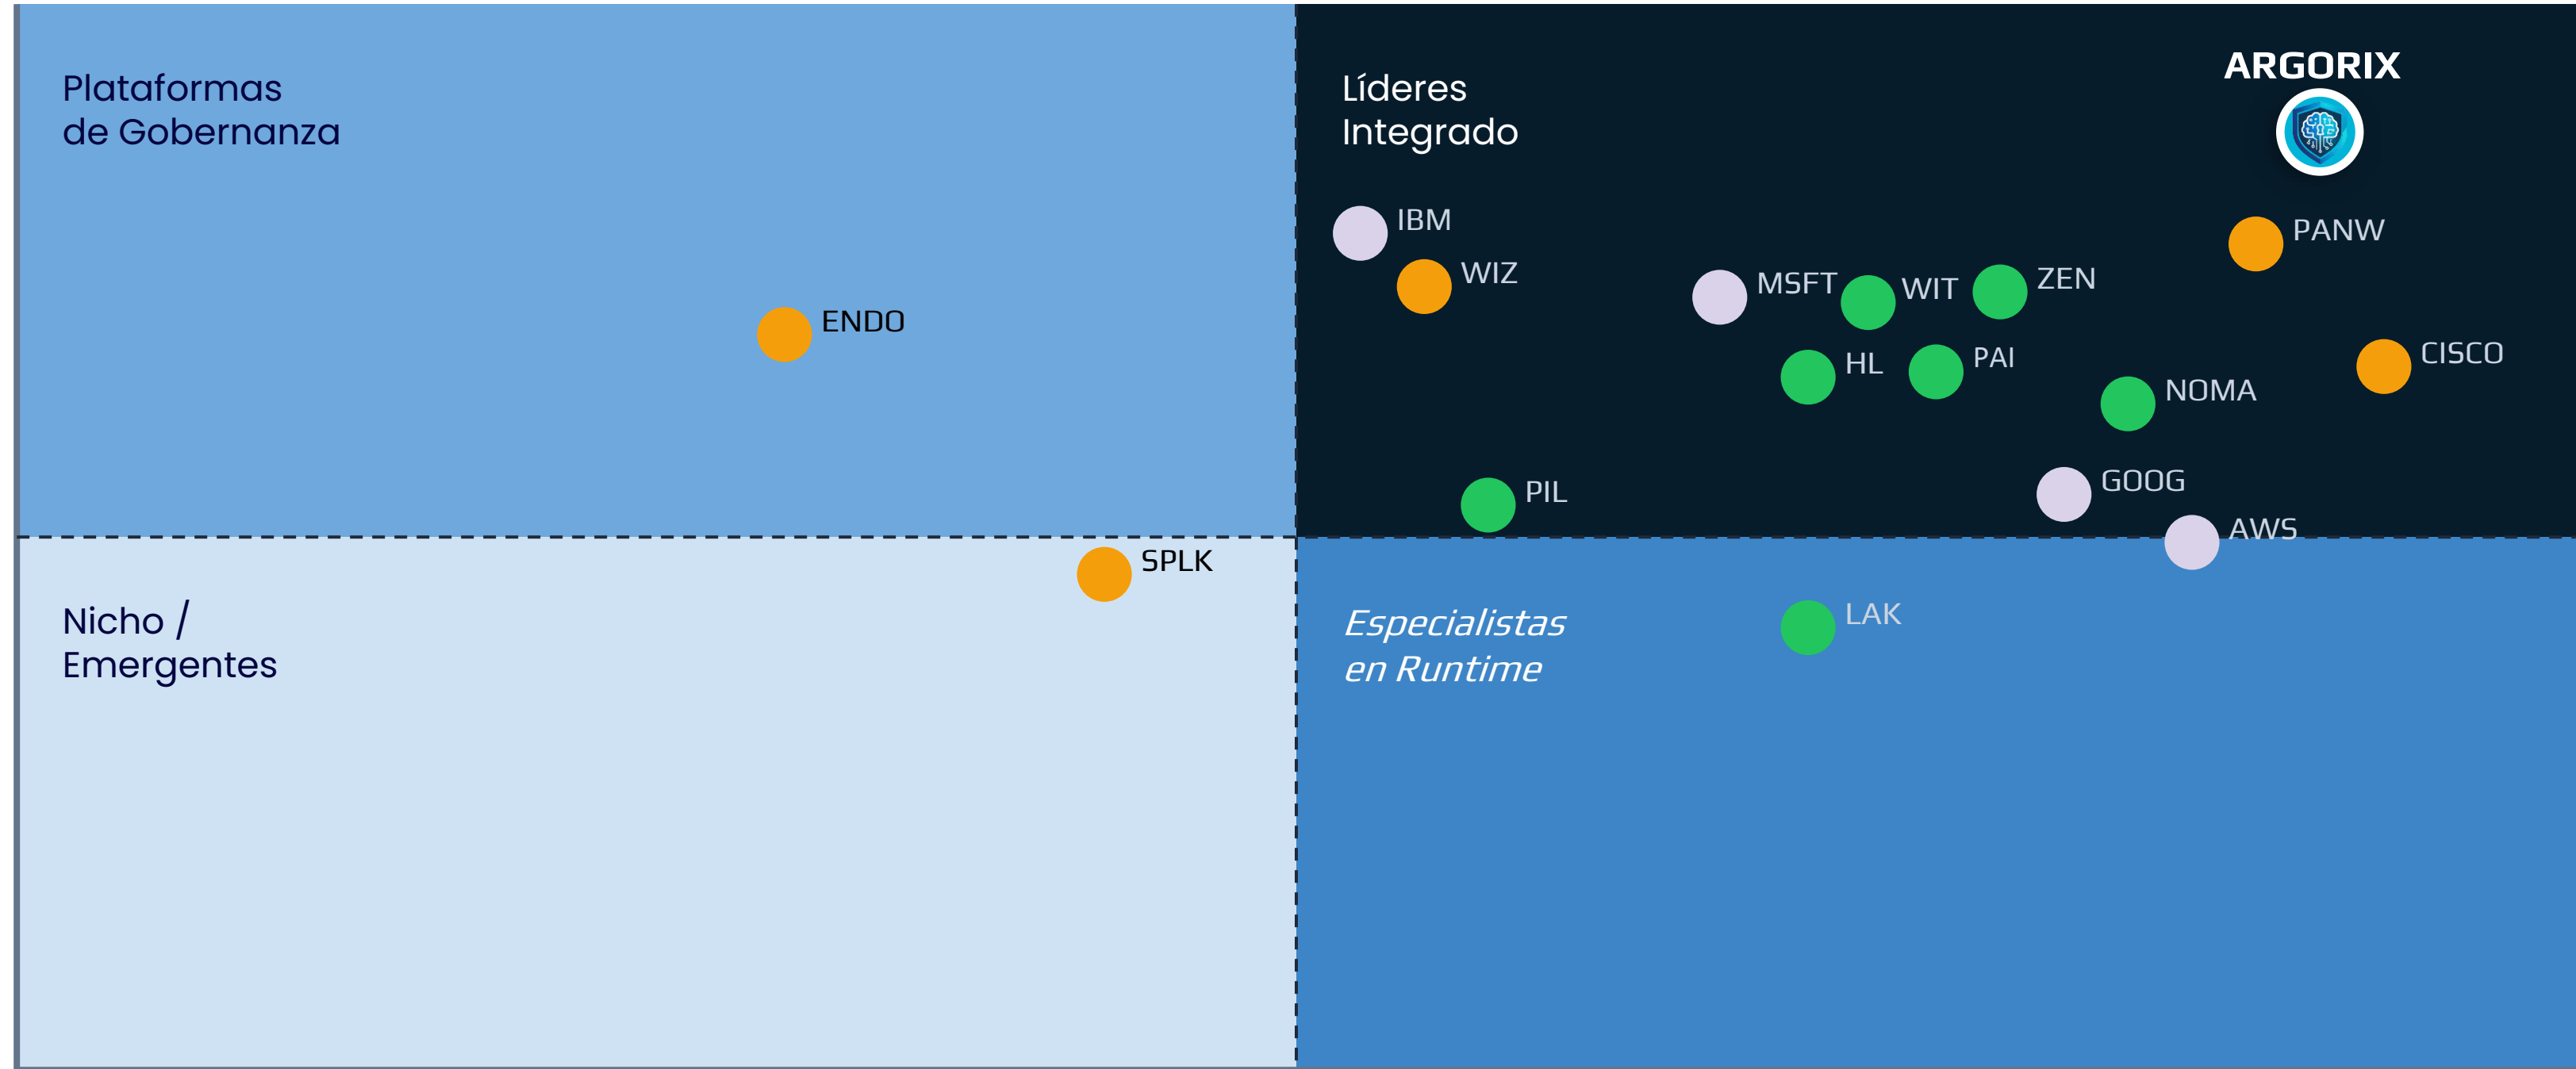 Plataformas
de Gobernanza
Líderes
Integrado
ARGORIX
IBM
WIZ
MSFT
WIT
ZEN
PANW
ENDO
HL
PAI
CISCO
NOMA
PIL
GOOG
AWS
SPLK
Nicho /
Emergentes
Especialistas
en Runtime
LAK